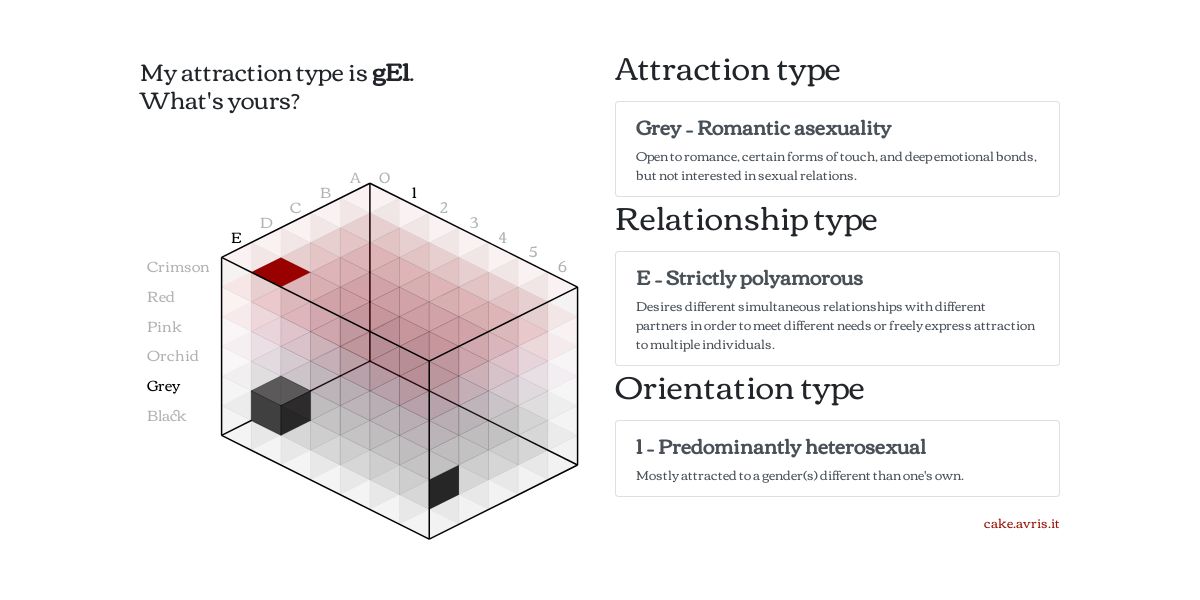 My attraction type is gE1.
What's yours?
A O
B 1
C 2
D 3
E 4
5
6
Crimson
Red
Pink
Orchid
Grey
Black
Attraction type
Grey – Romantic asexuality
Open to romance, certain forms of touch, and deep emotional bonds,
but not interested in sexual relations.
Relationship type
E – Strictly polyamorous
Desires different simultaneous relationships with different
partners in order to meet different needs or freely express attraction
to multiple individuals.
Orientation type
1 – Predominantly heterosexual
Mostly attracted to a gender(s) different than one's own.
cake.avris.it